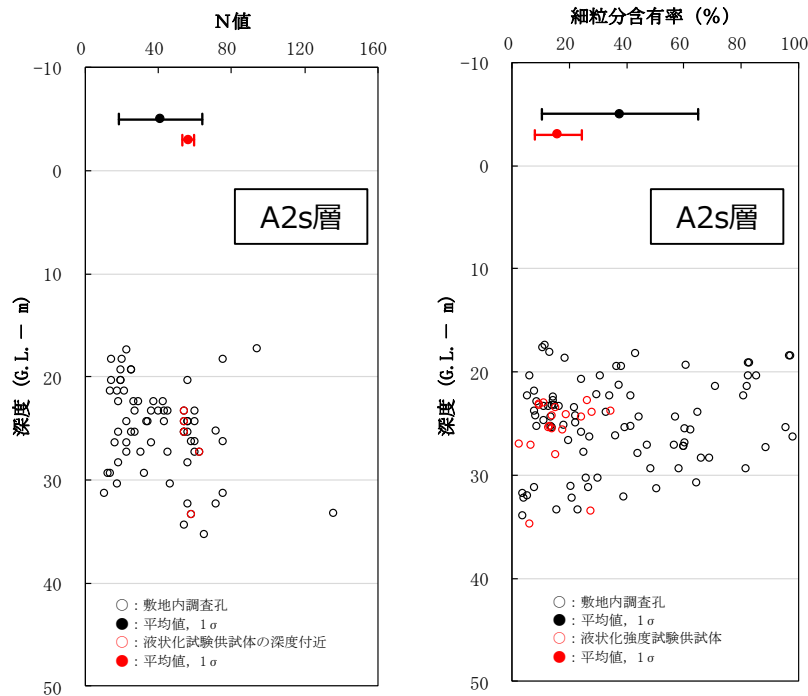 N値
0 40 80 120 160
-10
0
10
20
30
40
50
深度 (G.L. － m)
A2s層
○：敷地内調査孔
●：平均値，1σ
○：液状化試験供試体の深度付近
●：平均値，1σ
細粒分含有率（％）
0 20 40 60 80 100
-10
0
10
20
30
40
50
深度 (G.L. － m)
A2s層
○：敷地内調査孔
●：平均値，1σ
○：液状化強度試験供試体
●：平均値，1σ